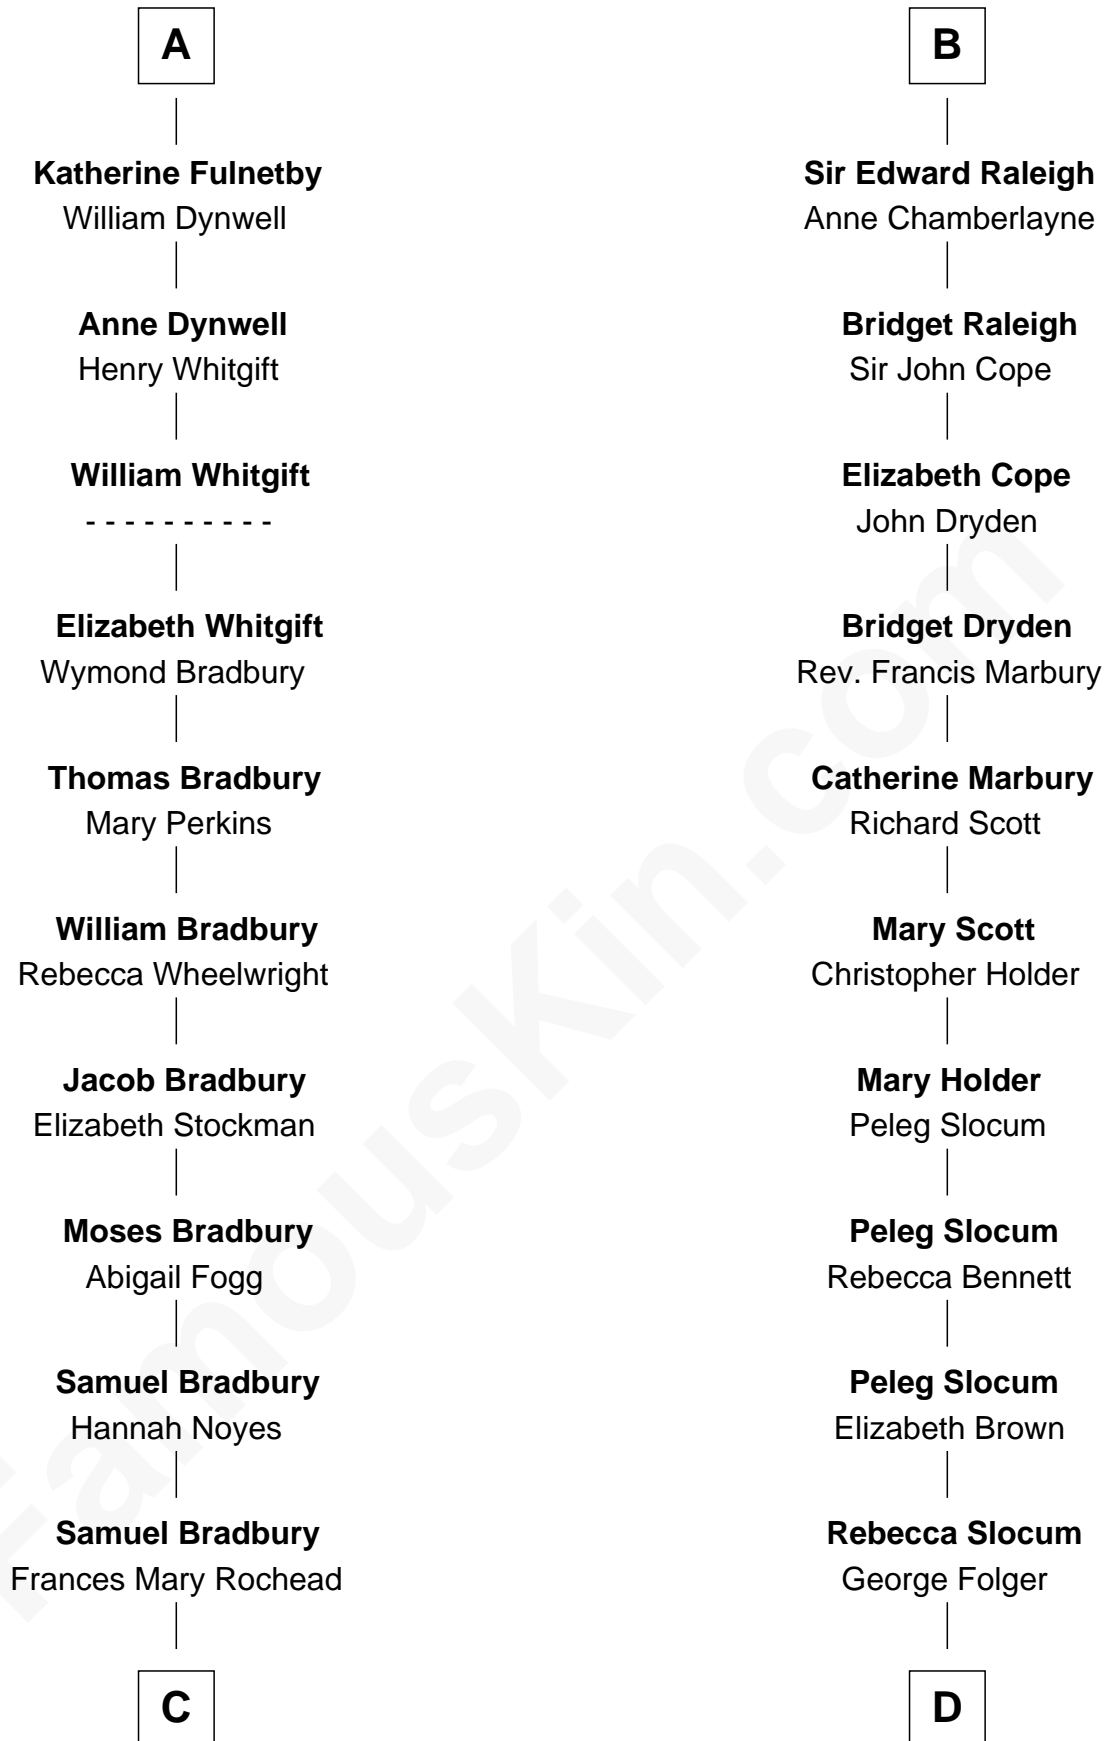 A
Katherine Fulnetby
William Dynwell
Anne Dynwell
Henry Whitgift
William Whitgift
- - - - - - - - - -
Elizabeth Whitgift
Wymond Bradbury
Thomas Bradbury
Mary Perkins
William Bradbury
Rebecca Wheelwright
Jacob Bradbury
Elizabeth Stockman
Moses Bradbury
Abigail Fogg
Samuel Bradbury
Hannah Noyes
Samuel Bradbury
Frances Mary Rochead
C
B
Sir Edward Raleigh
Anne Chamberlayne
Bridget Raleigh
Sir John Cope
Elizabeth Cope
John Dryden
Bridget Dryden
Rev. Francis Marbury
Catherine Marbury
Richard Scott
Mary Scott
Christopher Holder
Mary Holder
Peleg Slocum
Peleg Slocum
Rebecca Bennett
Peleg Slocum
Elizabeth Brown
Rebecca Slocum
George Folger
D
FamousKin.com